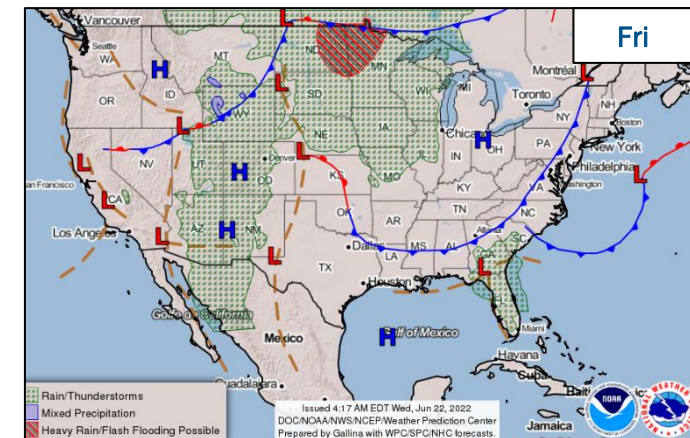 Fri
Vancouver
Seattle
WA
MT
ND
MN
Montréal
OR
ID
WY
SD
WI
MI
Toronto
NH
Boston
NY
NE
IA
Chicago
New York
PA
NV
UT
Denver
CO
IL
IN
OH
Philadelphia
San Francisco
KS
MO
KY
VA
Washington
CA
AZ
NM
OK
AR
TN
NC
Los Angeles
Dallas
MS
AL
Atlanta
GA
SC
TX
LA
Houston
Golfo de California
Gulf of Mexico
Miami
Mexico
Havana
Guadalajara
Cuba
Jamaica
H
H
H
H
H
H
L
L
L
L
L
L
L
L
L
L
L
L
Rain/Thunderstorms
Mixed Precipitation
Heavy Rain/Flash Flooding Possible
Issued 4:17 AM EDT Wed, Jun 22, 2022
DOC/NOAA/NWS/NCEP/Weather Prediction Center
Prepared by Gallina with WPC/SPC/NHC forecasts.
NOAA